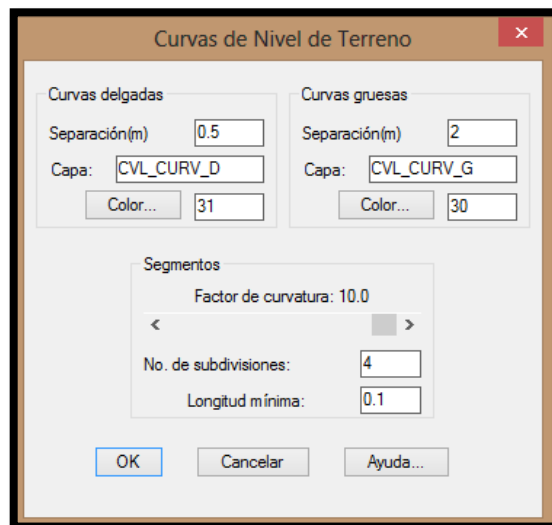 Curvas de Nivel de Terreno
Curvas delgadas
Separación(m) 0.5
Capa: CVL_CURV_D
Color... 31
Curvas gruesas
Separación(m) 2
Capa: CVL_CURV_G
Color... 30
Segmentos
Factor de curvatura: 10.0
No. de subdivisiones: 4
Longitud mínima: 0.1
OK Cancelar Ayuda...